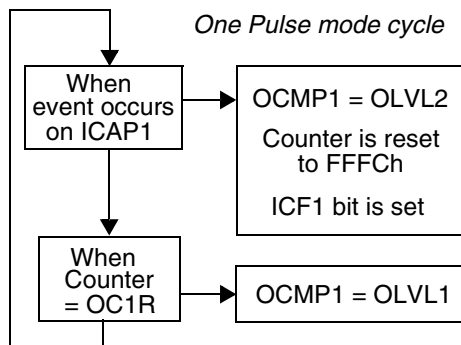 One Pulse mode cycle
When
event occurs
on ICAP1
OCMP1 = OLVL2
Counter is reset
to FFFCh
ICF1 bit is set
When
Counter
= OC1R
OCMP1 = OLVL1